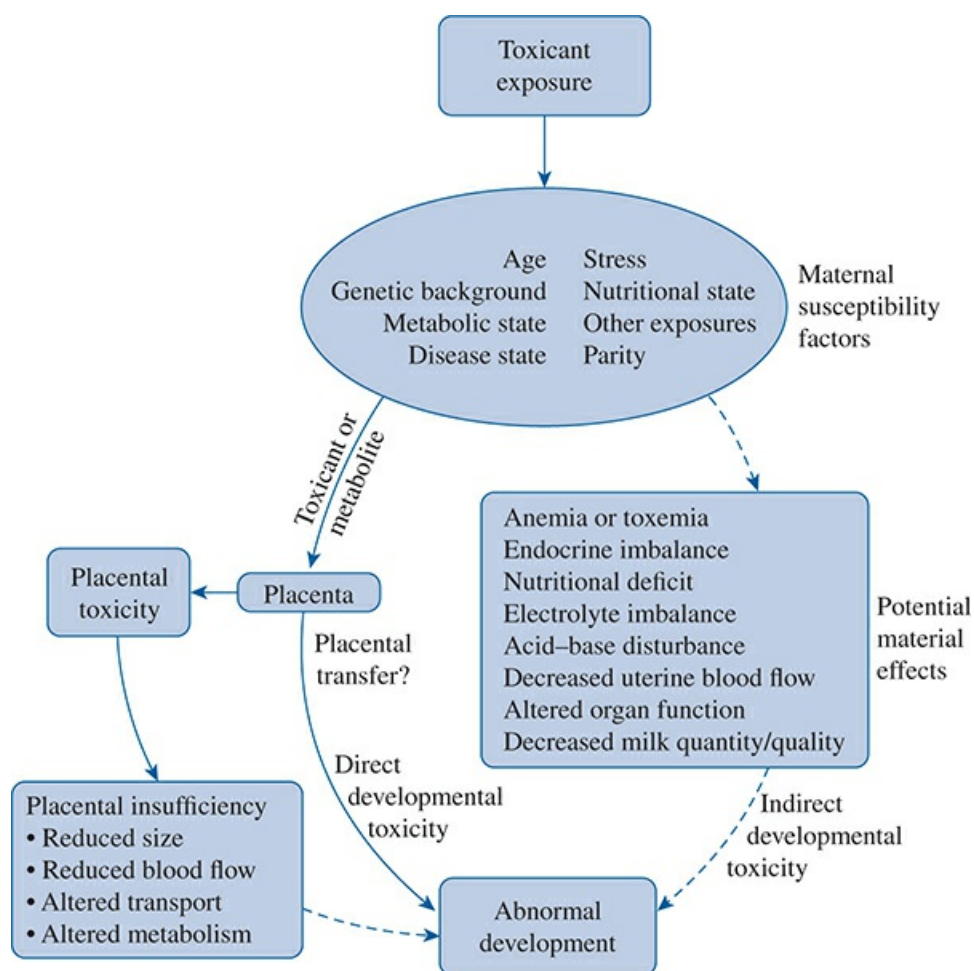 Toxicant
exposure
Age Stress
Genetic background Nutritional state
Metabolic state Other exposures
Disease state Parity
Maternal
susceptibility
factors
Toxicant or
metabolite
Anemia or toxemia
Endocrine imbalance
Nutritional deficit
Electrolyte imbalance
Acid–base disturbance
Decreased uterine blood flow
Altered organ function
Decreased milk quantity/quality
Potential
material
effects
Placental
toxicity
Placenta
Placental
transfer?
Direct
developmental
toxicity
Indirect
developmental
toxicity
Placental insufficiency
• Reduced size
• Reduced blood flow
• Altered transport
• Altered metabolism
Abnormal
development